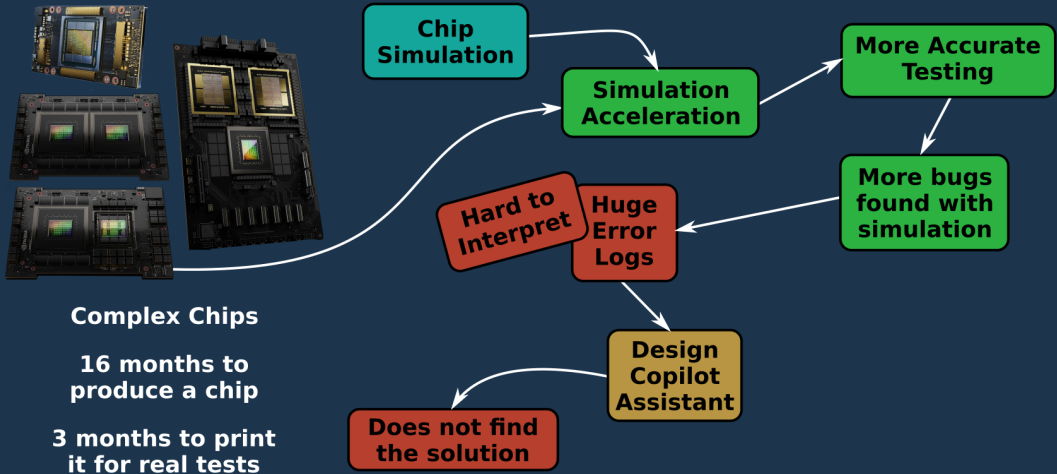 Chip
Simulation
Simulation
Acceleration
More Accurate
Testing
More bugs
found with
simulation
Hard to
Interpret
Huge
Error
Logs
Design
Copilot
Assistant
Does not find
the solution
Complex Chips
16 months to
produce a chip
3 months to print
it for real tests